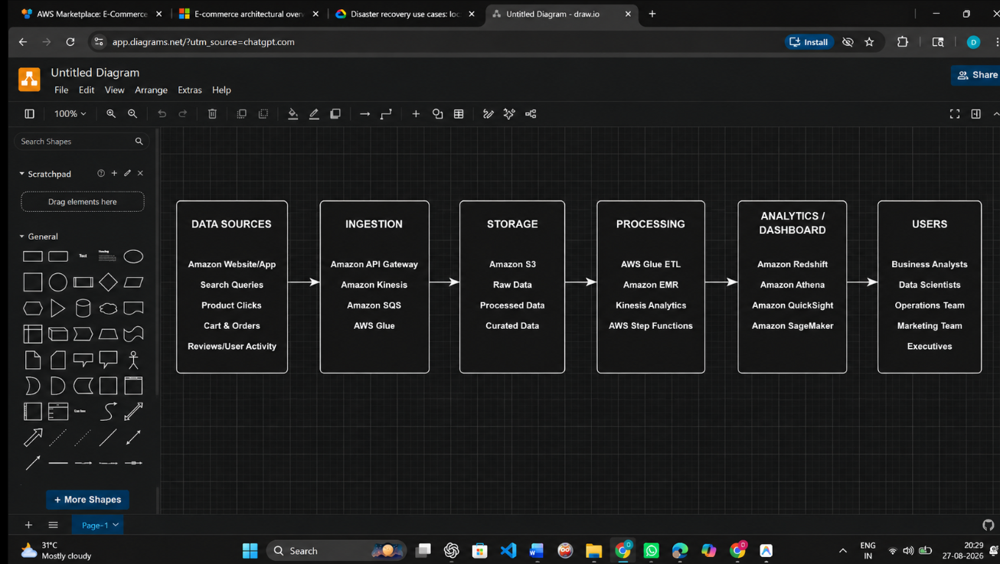 AWS Marketplace: E-Commerce
E-commerce architectural over
Disaster recovery use cases: loc
Untitled Diagram - draw.io
app.diagrams.net/?utm_source=chatgpt.com
Install
D
Untitled Diagram
File Edit View Arrange Extras Help
Share
100%
Search Shapes
Scratchpad
Drag elements here
General
Text
Heading
DATA SOURCES
Amazon Website/App
Search Queries
Product Clicks
Cart & Orders
Reviews/User Activity
INGESTION
Amazon API Gateway
Amazon Kinesis
Amazon SQS
AWS Glue
STORAGE
Amazon S3
Raw Data
Processed Data
Curated Data
PROCESSING
AWS Glue ETL
Amazon EMR
Kinesis Analytics
AWS Step Functions
ANALYTICS /
DASHBOARD
Amazon Redshift
Amazon Athena
Amazon QuickSight
Amazon SageMaker
USERS
Business Analysts
Data Scientists
Operations Team
Marketing Team
Executives
+ More Shapes
Page-1
31°C
Mostly cloudy
Search
0
0
ENG
IN
20:29
27-08-2026